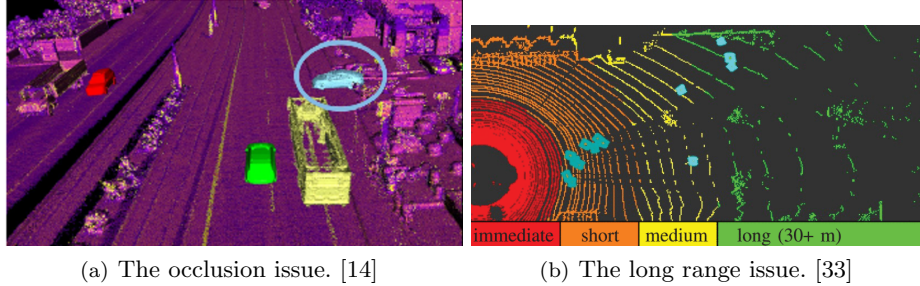 immediate short medium long (30+ m)
(a) The occlusion issue. [14]
(b) The long range issue. [33]